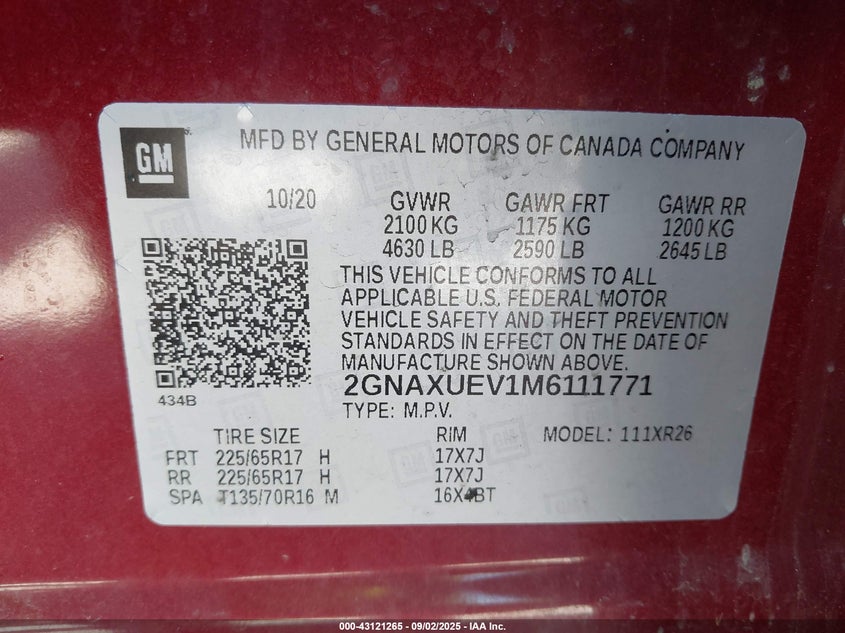 GM
MFD BY GENERAL MOTORS OF CANADA COMPANY
10/20 GVWR GAWR FRT GAWR RR
2100 KG 1175 KG 1200 KG
4630 LB 2590 LB 2645 LB
THIS VEHICLE CONFORMS TO ALL
APPLICABLE U.S. FEDERAL MOTOR
VEHICLE SAFETY AND THEFT PREVENTION
STANDARDS IN EFFECT ON THE DATE OF
MANUFACTURE SHOWN ABOVE.
434B
2GNAXUEV1M6111771
TYPE: M.P.V.
TIRE SIZE RIM MODEL: 111XR26
FRT 225/65R17 H 17X7J
RR 225/65R17 H 17X7J
SPA T135/70R16 M 16X4BT
000-43121265 - 09/02/2025 - IAA Inc.